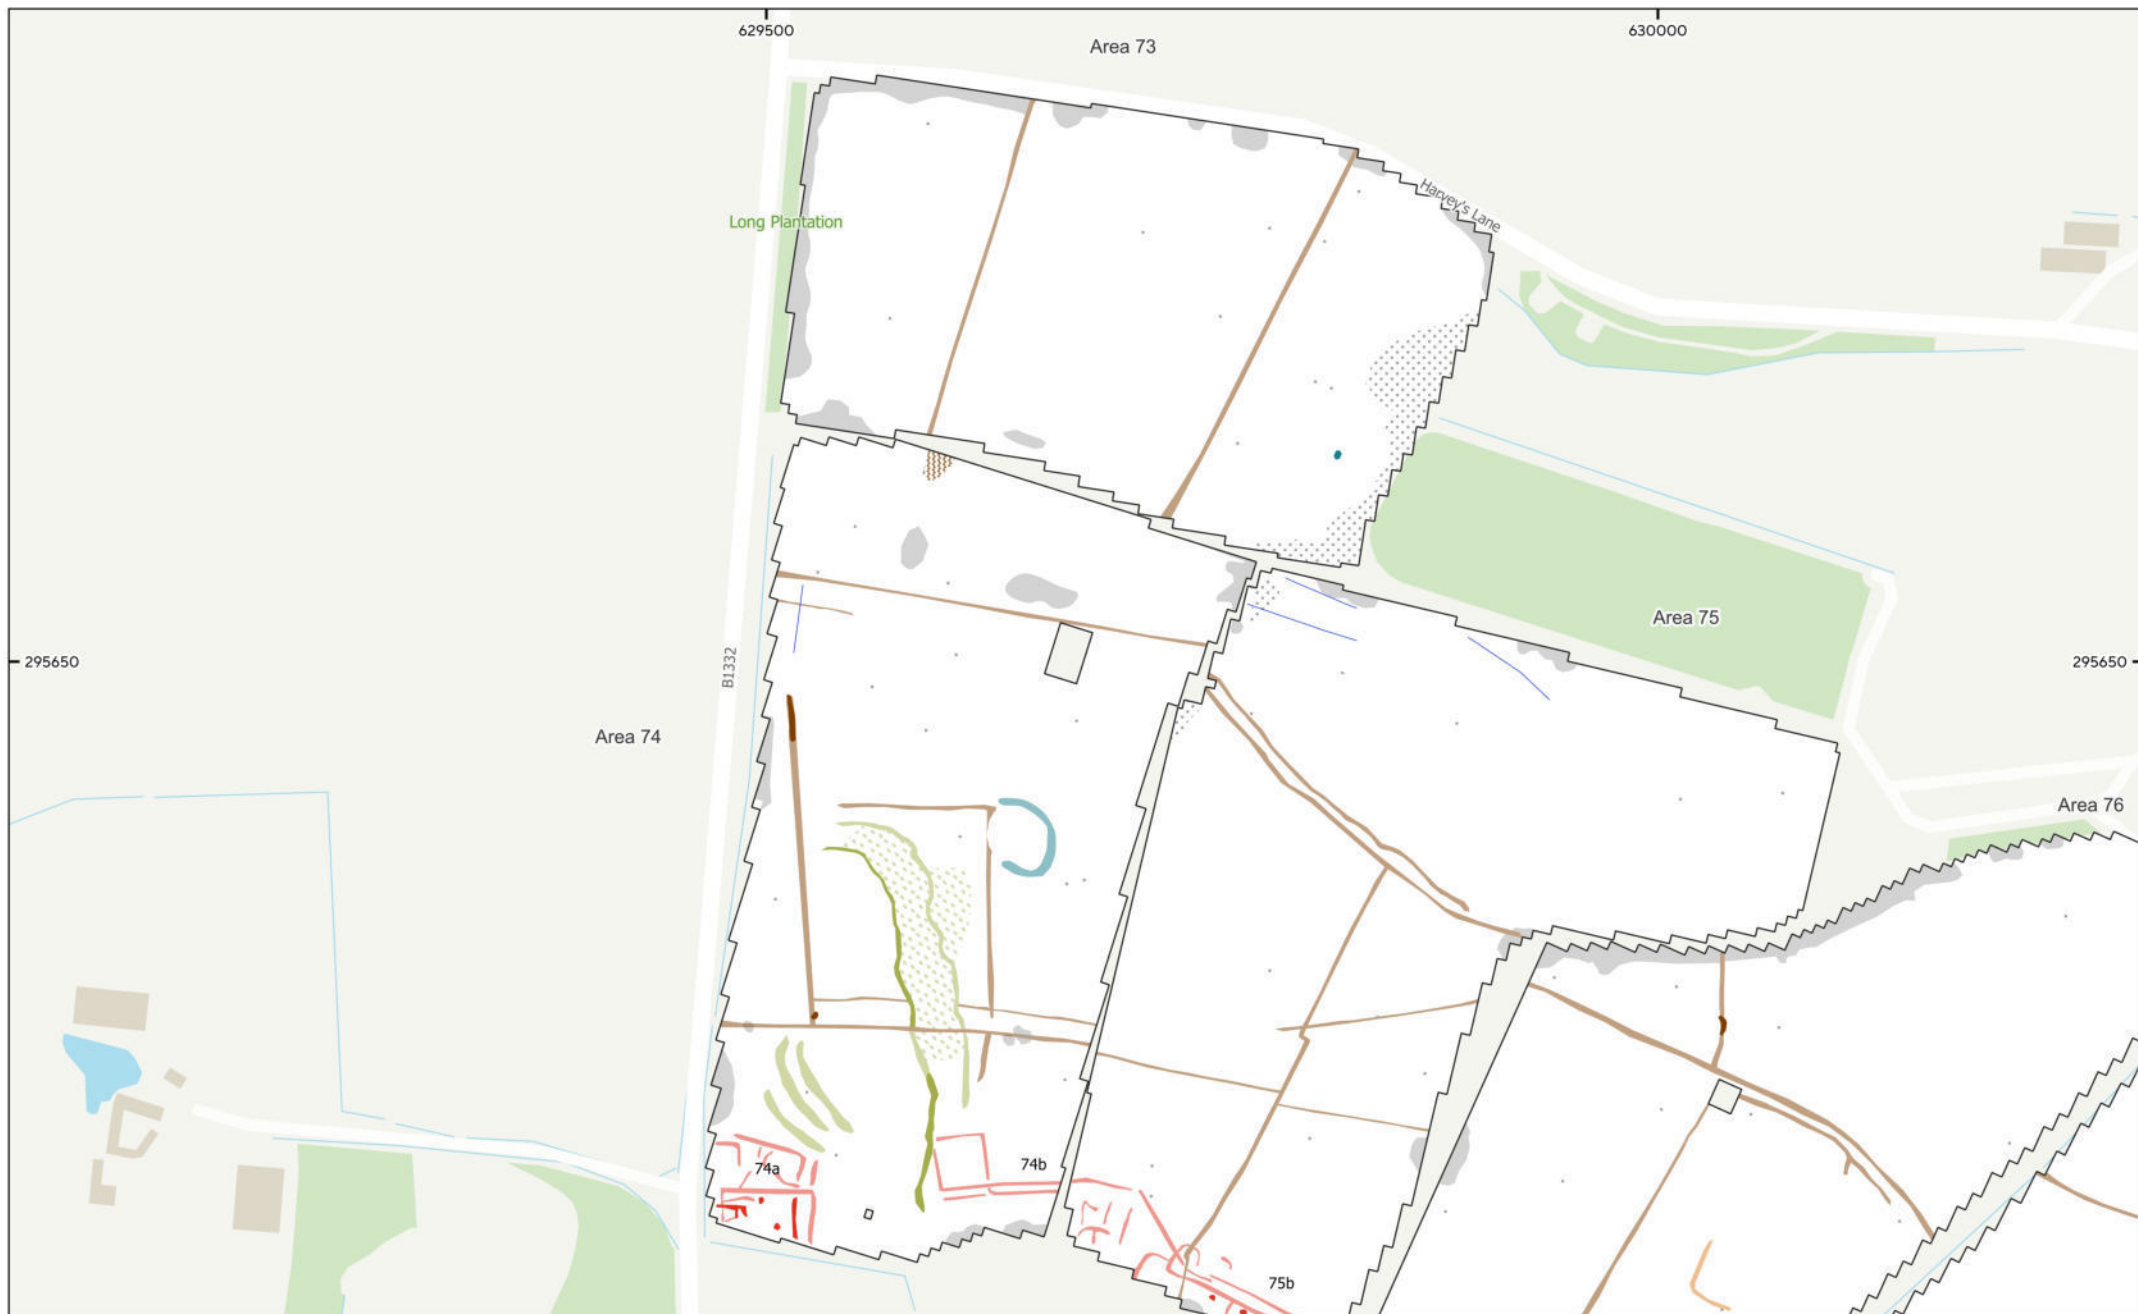 629500
630000
Area 73
Harvey's Lane
Long Plantation
Area 75
295650
295650
B1332
Area 74
Area 76
74a
74b
75b